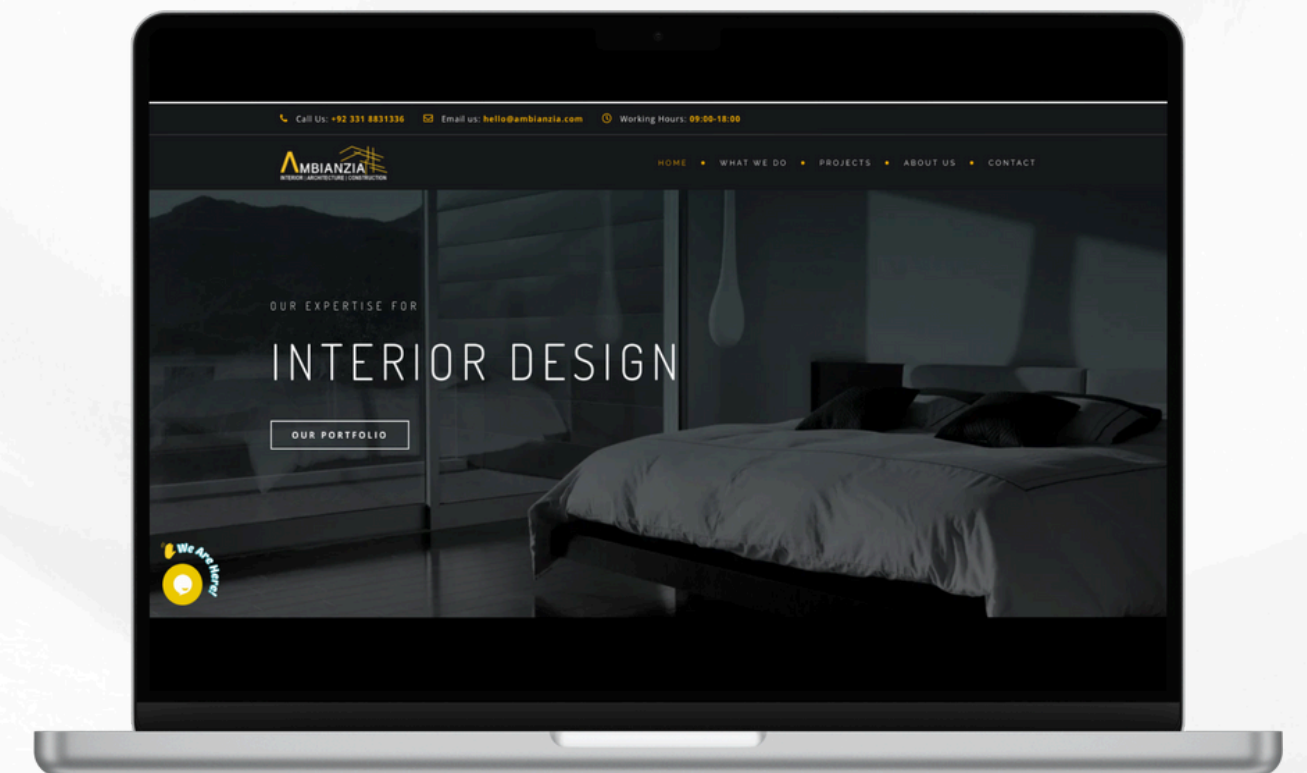 Call Us: +92 331 8831336 Email us: hello@ambianzia.com Working Hours: 09:00-18:00
AMBIANZIA
INTERIOR | ARCHITECTURE | CONSTRUCTION
HOME WHAT WE DO PROJECTS ABOUT US CONTACT
OUR EXPERTISE FOR
INTERIOR DESIGN
OUR PORTFOLIO
We Are Here!